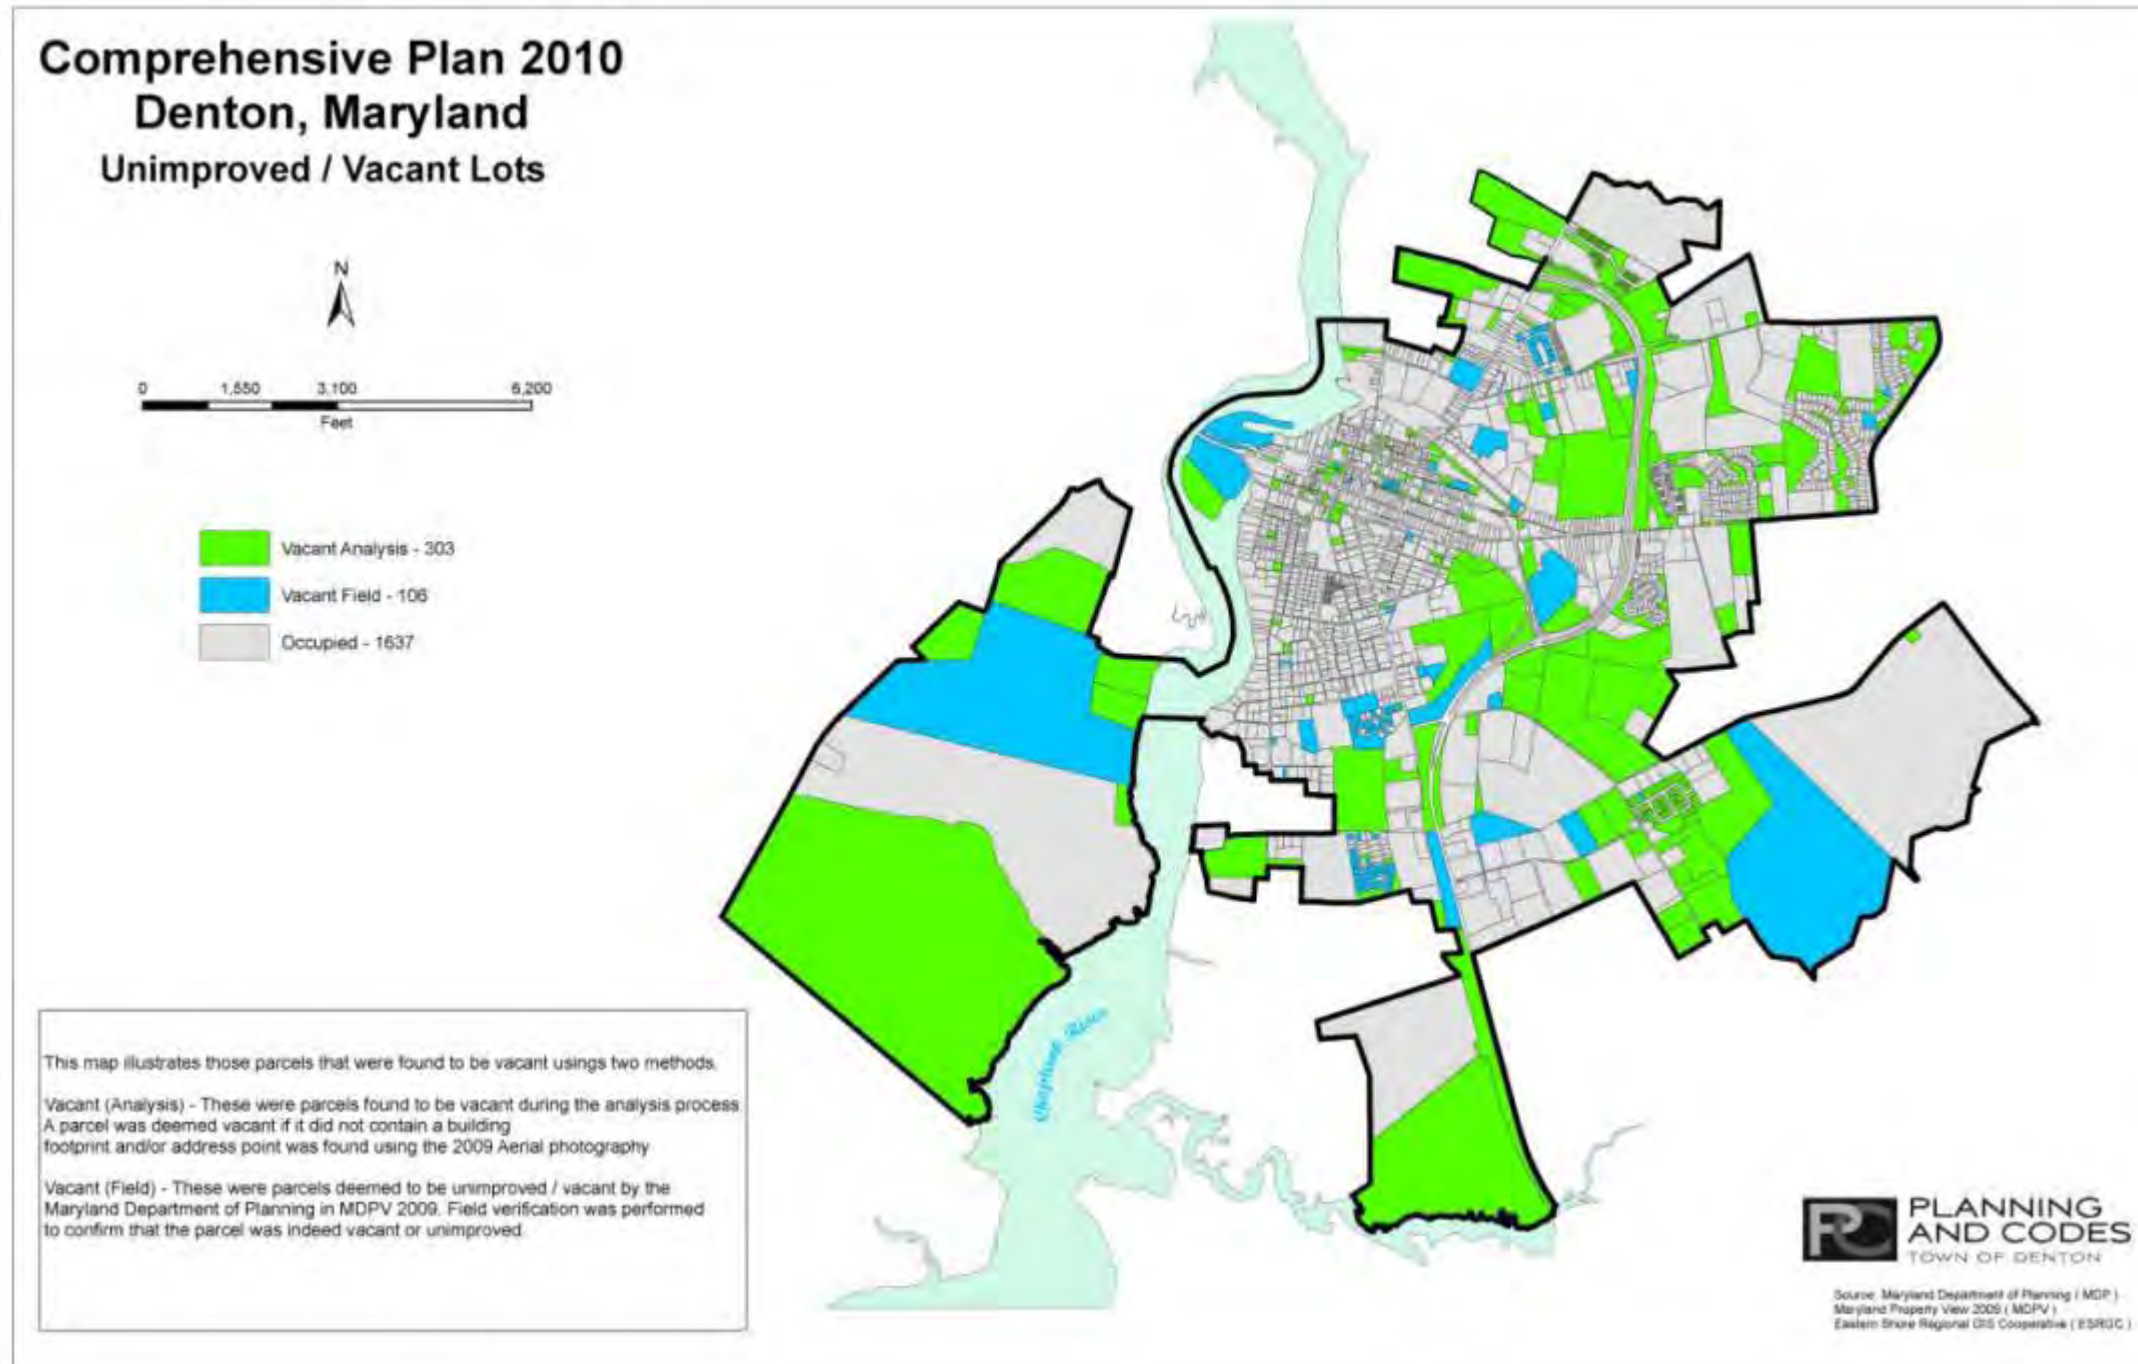 Comprehensive Plan 2010
Denton, Maryland
Unimproved / Vacant Lots
N
0 1,550 3,100 6,200
Feet
Vacant Analysis - 303
Vacant Field - 106
Occupied - 1637
This map illustrates those parcels that were found to be vacant usings two methods.
Vacant (Analysis) - These were parcels found to be vacant during the analysis process
A parcel was deemed vacant if it did not contain a building
footprint and/or address point was found using the 2009 Aerial photography
Vacant (Field) - These were parcels deemed to be unimproved / vacant by the
Maryland Department of Planning in MDPV 2009. Field verification was performed
to confirm that the parcel was indeed vacant or unimproved.
Choptank River
PC
PLANNING
AND CODES
TOWN OF DENTON
Source: Maryland Department of Planning ( MDP )
Maryland Property View 2009 ( MDPV )
Eastern Shore Regional GIS Cooperative ( ESRGC )